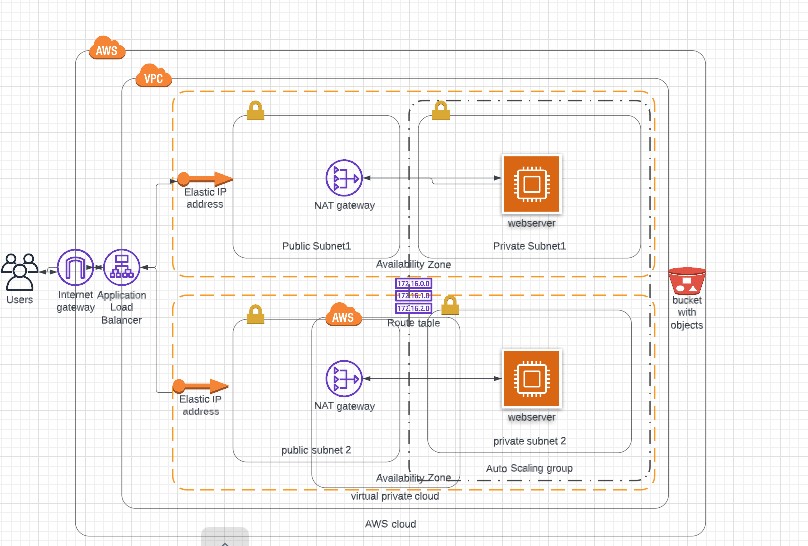 AWS
VPC
Elastic IP
address
NAT gateway
webserver
Public Subnet1
Private Subnet1
Availability Zone
Users
Internet
gateway
Application
Load
Balancer
172.16.0.0
172.16.1.0
172.16.2.0
Route table
bucket
with
objects
AWS
Elastic IP
address
NAT gateway
webserver
public subnet 2
private subnet 2
Auto Scaling group
Availability Zone
virtual private cloud
AWS cloud